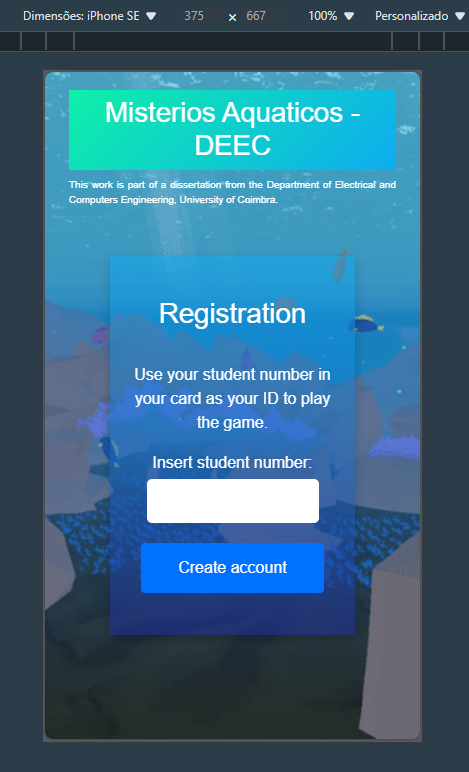 Dimensões: iPhone SE 375 × 667 100% Personalizado
Misterios Aquaticos -
DEEC
This work is part of a dissertation from the Department of Electrical and
Computers Engineering, University of Coimbra.
Registration
Use your student number in
your card as your ID to play
the game.
Insert student number:
Create account